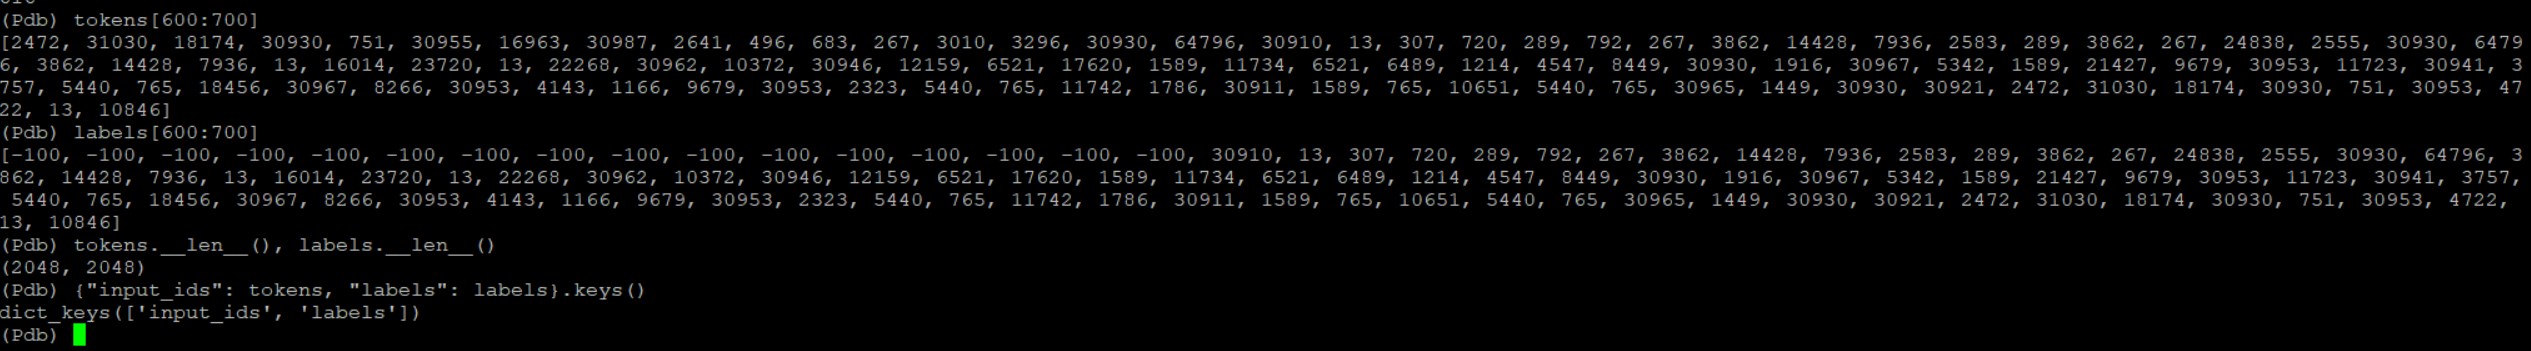 (Pdb) tokens[600:700]
[2472, 31030, 18174, 30930, 751, 30955, 16963, 30987, 2641, 496, 683, 267, 3010, 3296, 30930, 64796, 30910, 13, 307, 720, 289, 792, 267, 3862, 14428, 7936, 2583, 289, 3862, 267, 24838, 2555, 30930, 6479
6, 3862, 14428, 7936, 13, 16014, 23720, 13, 22268, 30962, 10372, 30946, 12159, 6521, 17620, 1589, 11734, 6521, 6489, 1214, 4547, 8449, 30930, 1916, 30967, 5342, 1589, 21427, 9679, 30953, 11723, 30941, 3
757, 5440, 765, 18456, 30967, 8266, 30953, 4143, 1166, 9679, 30953, 2323, 5440, 765, 11742, 1786, 30911, 1589, 765, 10651, 5440, 765, 30965, 1449, 30930, 30921, 2472, 31030, 18174, 30930, 751, 30953, 47
22, 13, 10846]
(Pdb) labels[600:700]
[-100, -100, -100, -100, -100, -100, -100, -100, -100, -100, -100, -100, -100, -100, -100, -100, 30910, 13, 307, 720, 289, 792, 267, 3862, 14428, 7936, 2583, 289, 3862, 267, 24838, 2555, 30930, 64796, 3
862, 14428, 7936, 13, 16014, 23720, 13, 22268, 30962, 10372, 30946, 12159, 6521, 17620, 1589, 11734, 6521, 6489, 1214, 4547, 8449, 30930, 1916, 30967, 5342, 1589, 21427, 9679, 30953, 11723, 30941, 3757,
5440, 765, 18456, 30967, 8266, 30953, 4143, 1166, 9679, 30953, 2323, 5440, 765, 11742, 1786, 30911, 1589, 765, 10651, 5440, 765, 30965, 1449, 30930, 30921, 2472, 31030, 18174, 30930, 751, 30953, 4722,
13, 10846]
(Pdb) tokens.__len__(), labels.__len__()
(2048, 2048)
(Pdb) {"input_ids": tokens, "labels": labels}.keys()
dict_keys(['input_ids', 'labels'])
(Pdb)